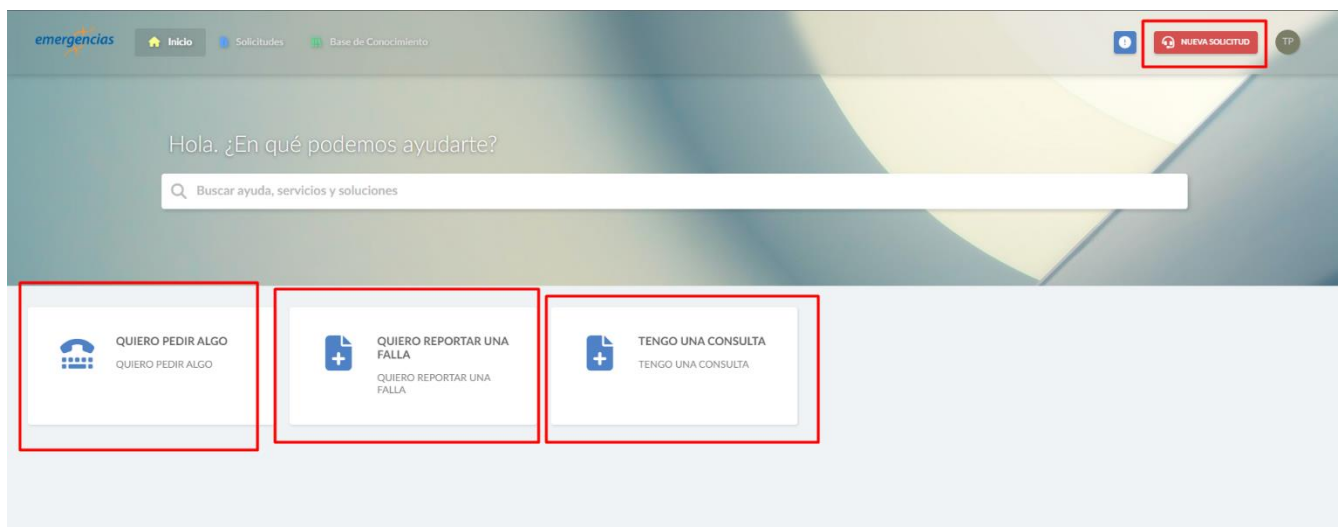 emergencias
Inicio
Solicitudes
Base de Conocimiento
NUEVA SOLICITUD
TP
Hola. ¿En qué podemos ayudarte?
Buscar ayuda, servicios y soluciones
QUIERO PEDIR ALGO
QUIERO PEDIR ALGO
QUIERO REPORTAR UNA
FALLA
QUIERO REPORTAR UNA
FALLA
TENGO UNA CONSULTA
TENGO UNA CONSULTA